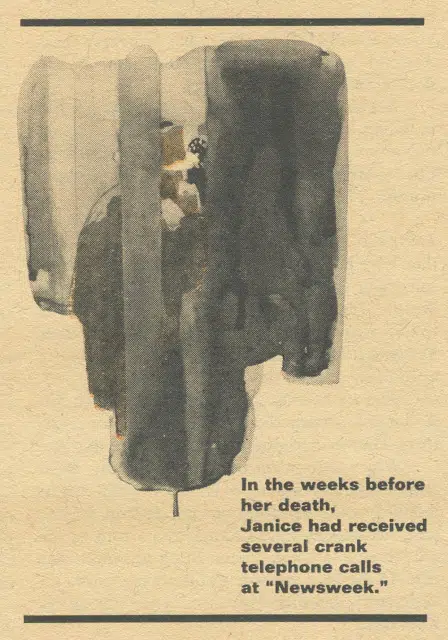 In the weeks before
her death,
Janice had received
several crank
telephone calls
at “Newsweek.”